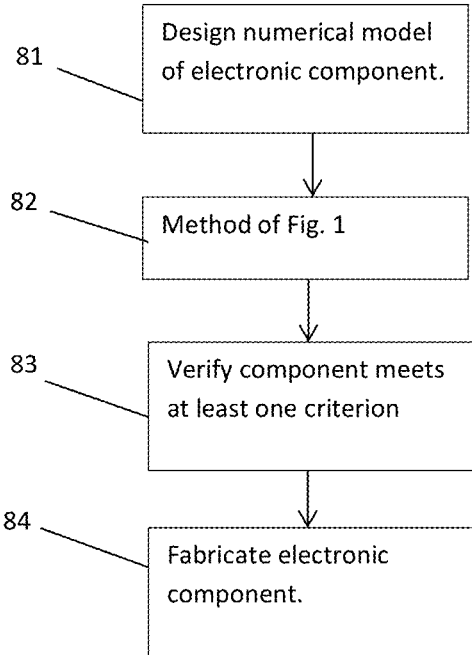 81
Design numerical model
of electronic component.
82
Method of Fig. 1
83
Verify component meets
at least one criterion
84
Fabricate electronic
component.